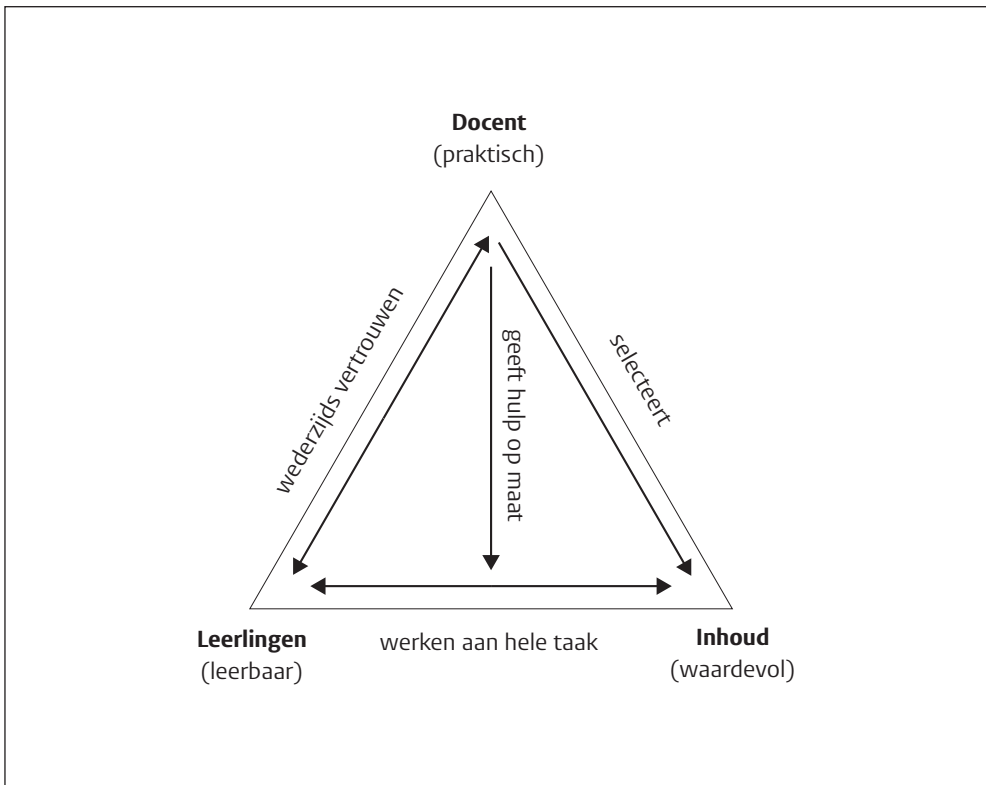 Docent
(praktisch)
wederzijds vertrouwen
geeft hulp op maat
selecteert
Leerlingen
(leerbaar)
werken aan hele taak
Inhoud
(waardevol)